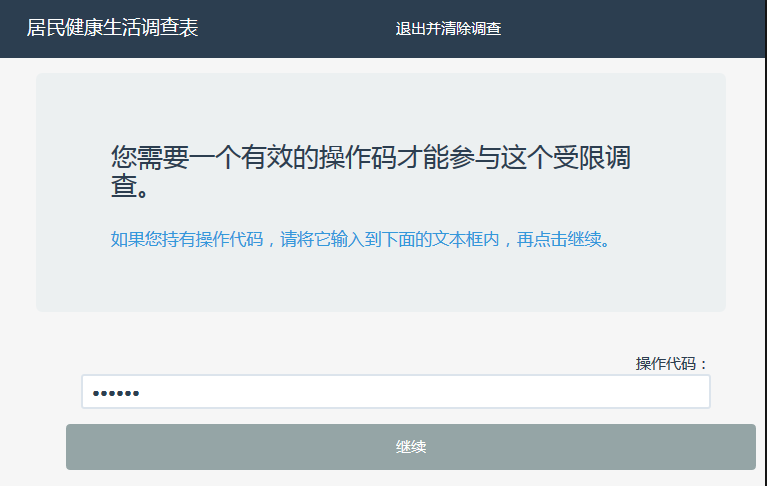 居民健康生活调查表
退出并清除调查
您需要一个有效的操作码才能参与这个受限调
查。
如果您持有操作代码，请将它输入到下面的文本框内，再点击继续。
操作代码：
••••••
继续